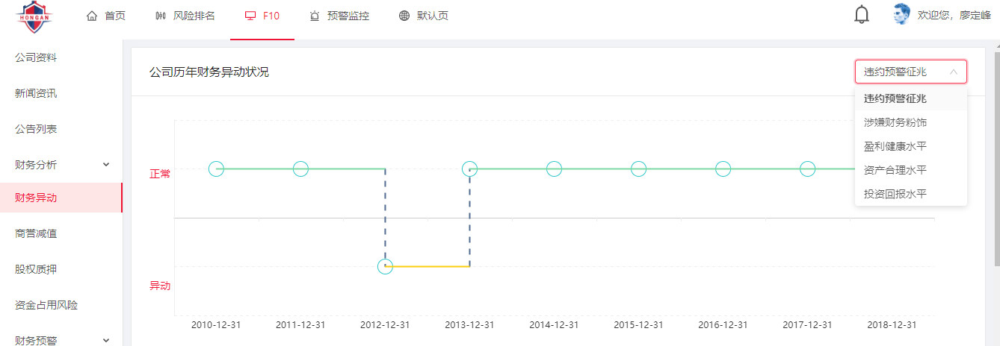 HONGAN
首页
风险排名
F10
预警监控
默认页
欢迎您，廖定峰
公司资料
新闻资讯
公告列表
财务分析
财务异动
商誉减值
股权质押
资金占用风险
财务预警
公司历年财务异动状况
违约预警征兆
违约预警征兆
涉嫌财务粉饰
盈利健康水平
资产合理水平
投资回报水平
正常
异动
2010-12-31
2011-12-31
2012-12-31
2013-12-31
2014-12-31
2015-12-31
2016-12-31
2017-12-31
2018-12-31